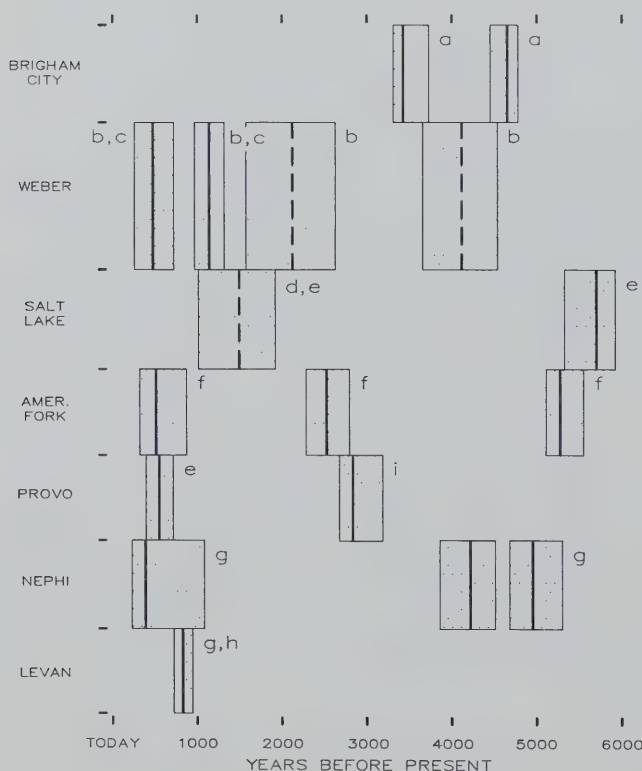 BRIGHAM
CITY
a
a
WEBER
b,c
b,c
b
b
SALT
LAKE
d,e
e
AMER.
FORK
f
f
f
PROVO
e
i
NEPHI
g
g
LEVAN
g,h
TODAY 1000 2000 3000 4000 5000 6000
YEARS BEFORE PRESENT